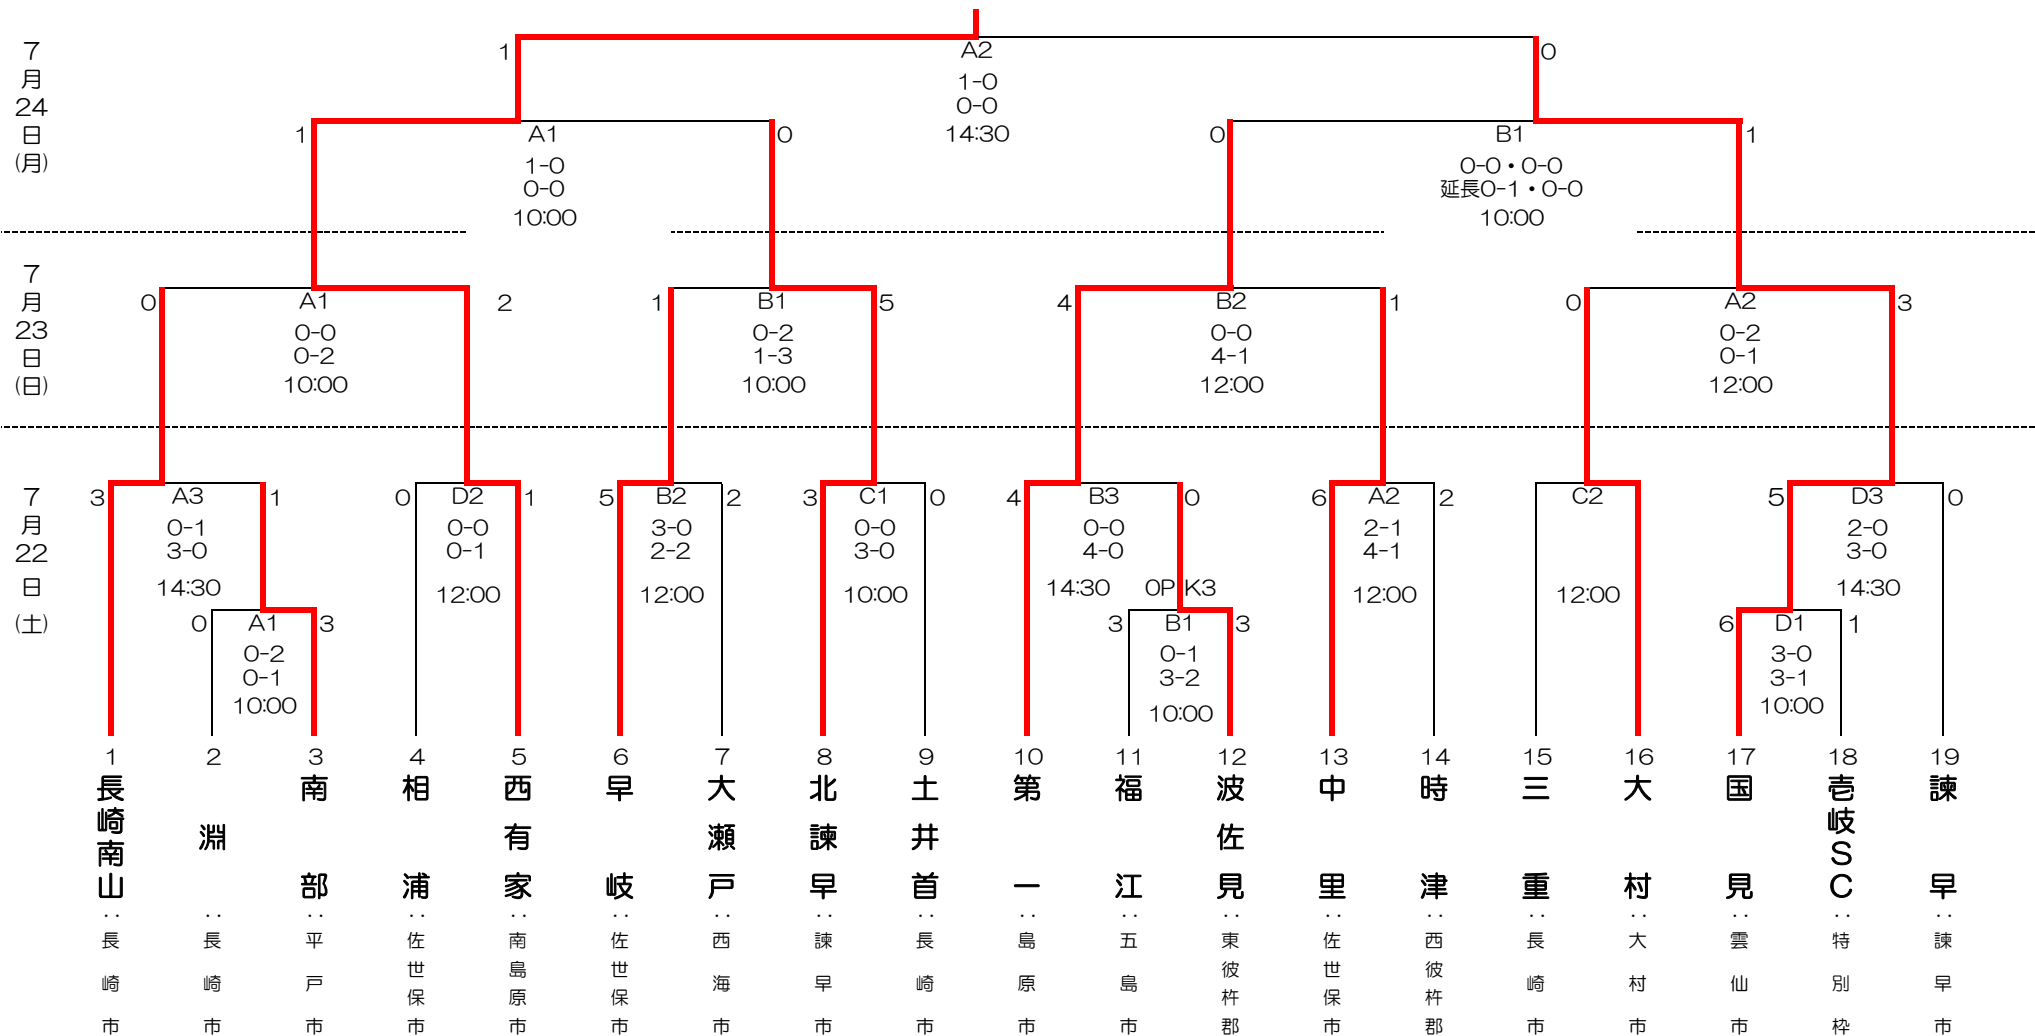 7月24日(月)
1 A2 0
1-0
0-0
14:30
1 A1 0
1-0
0-0
10:00
0 B1 1
0-0・0-0
延長0-1・0-0
10:00
7月23日(日)
0 A1 2
0-0
0-2
10:00
1 B1 5
0-2
1-3
10:00
4 B2 1
0-0
4-1
12:00
0 A2 3
0-2
0-1
12:00
7月22日(土)
3 A3 1
0-1
3-0
14:30
0 A1 3
0-2
0-1
10:00
0 D2 1
0-0
0-1
12:00
5 B2 2
3-0
2-2
12:00
3 C1 0
0-0
3-0
10:00
4 B3 0
0-0
4-0
14:30
0PK3
3 B1 3
0-1
3-2
10:00
6 A2 2
2-1
4-1
12:00
C2
12:00
5 D3 0
2-0
3-0
14:30
6 D1 1
3-0
3-1
10:00
1 長崎南山:長崎市
2 淵:長崎市
3 南部:平戸市
4 相浦:佐世保市
5 西有家:南島原市
6 早岐:佐世保市
7 大瀬戸:西海市
8 北諫早:諫早市
9 土井首:長崎市
10 第一:島原市
11 福江:五島市
12 波佐見:東彼杵郡
13 中里:佐世保市
14 時津:西彼杵郡
15 三重:長崎市
16 大村:大村市
17 国見:雲仙市
18 壱岐SC:特別枠
19 諫早:諫早市